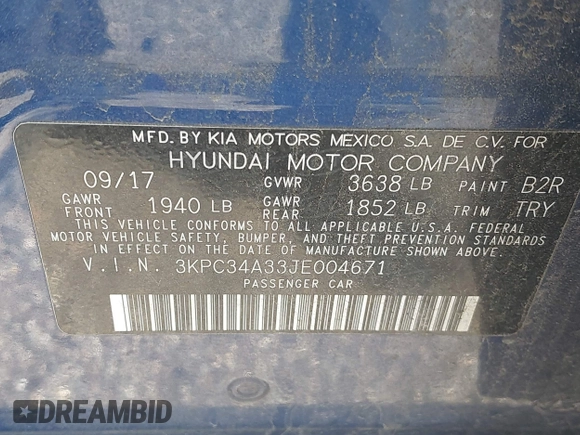 MFD. BY KIA MOTORS MEXICO S.A. DE C.V. FOR
HYUNDAI MOTOR COMPANY
09/17 GVWR 3638 LB PAINT B2R
GAWR FRONT 1940 LB GAWR REAR 1852 LB TRIM TRY
THIS VEHICLE CONFORMS TO ALL APPLICABLE U.S.A. FEDERAL
MOTOR VEHICLE SAFETY, BUMPER, AND THEFT PREVENTION STANDARDS
IN EFFECT ON THE DATE OF MANUFACTURE SHOWN ABOVE.
V.I.N. 3KPC34A33JE004671
PASSENGER CAR
DREAMBID